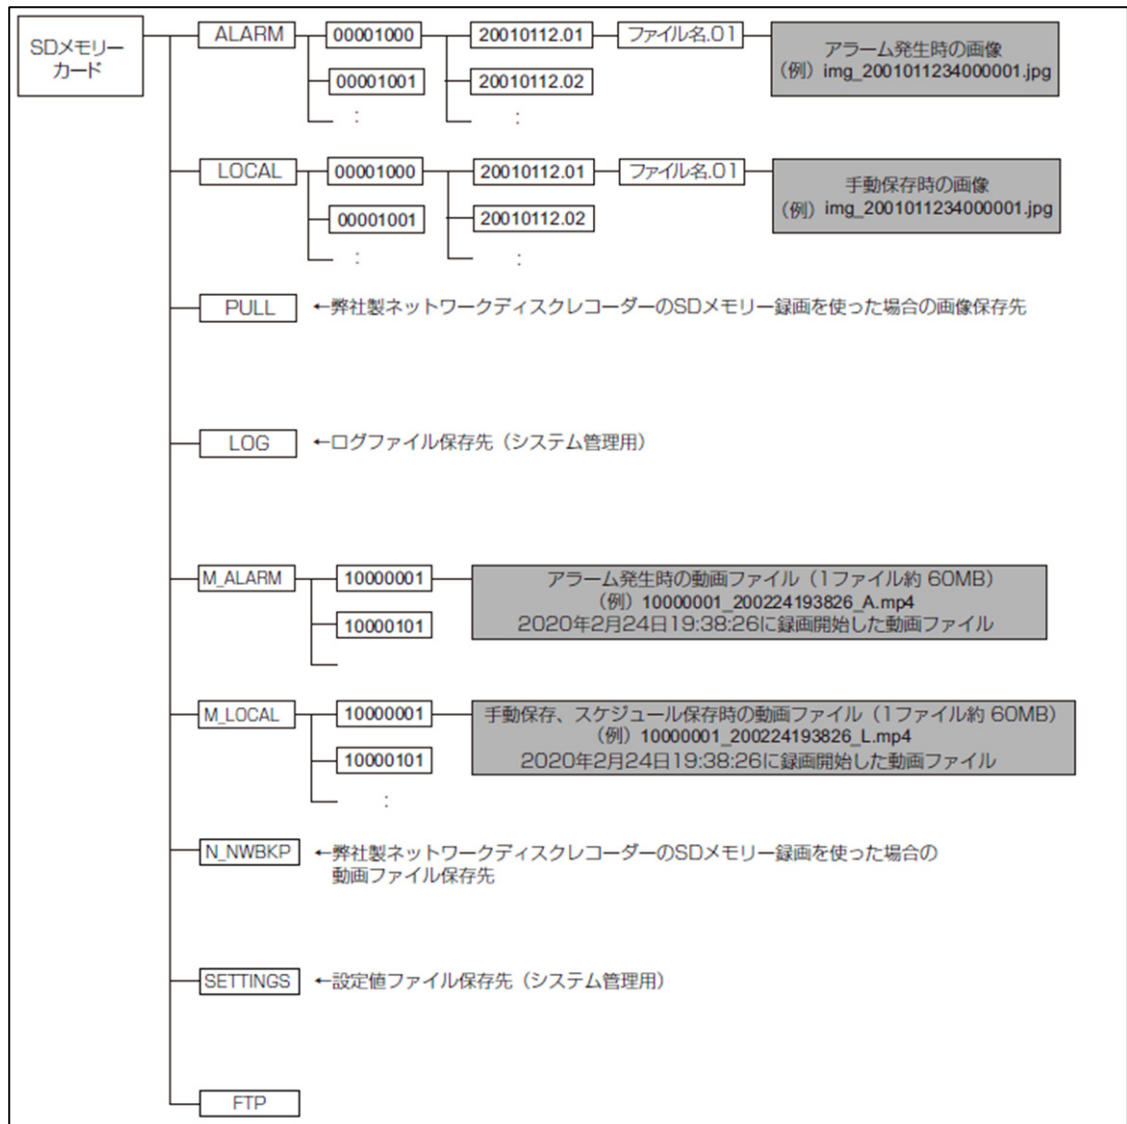 SDメモリー
カード
ALARM
00001000
20010112.01
ファイル名.01
アラーム発生時の画像
（例）img_2001011234000001.jpg
00001001
20010112.02
:
:
LOCAL
00001000
20010112.01
ファイル名.01
手動保存時の画像
（例）img_2001011234000001.jpg
00001001
20010112.02
:
:
PULL
←弊社製ネットワークディスクレコーダーのSDメモリー録画を使った場合の画像保存先
LOG
←ログファイル保存先（システム管理用）
M_ALARM
10000001
アラーム発生時の動画ファイル（1ファイル約 60MB）
（例）10000001_200224193826_A.mp4
2020年2月24日19:38:26に録画開始した動画ファイル
10000101
M_LOCAL
10000001
手動保存、スケジュール保存時の動画ファイル（1ファイル約 60MB）
（例）10000001_200224193826_L.mp4
2020年2月24日19:38:26に録画開始した動画ファイル
10000101
:
N_NWBKP
←弊社製ネットワークディスクレコーダーのSDメモリー録画を使った場合の
動画ファイル保存先
SETTINGS
←設定値ファイル保存先（システム管理用）
FTP